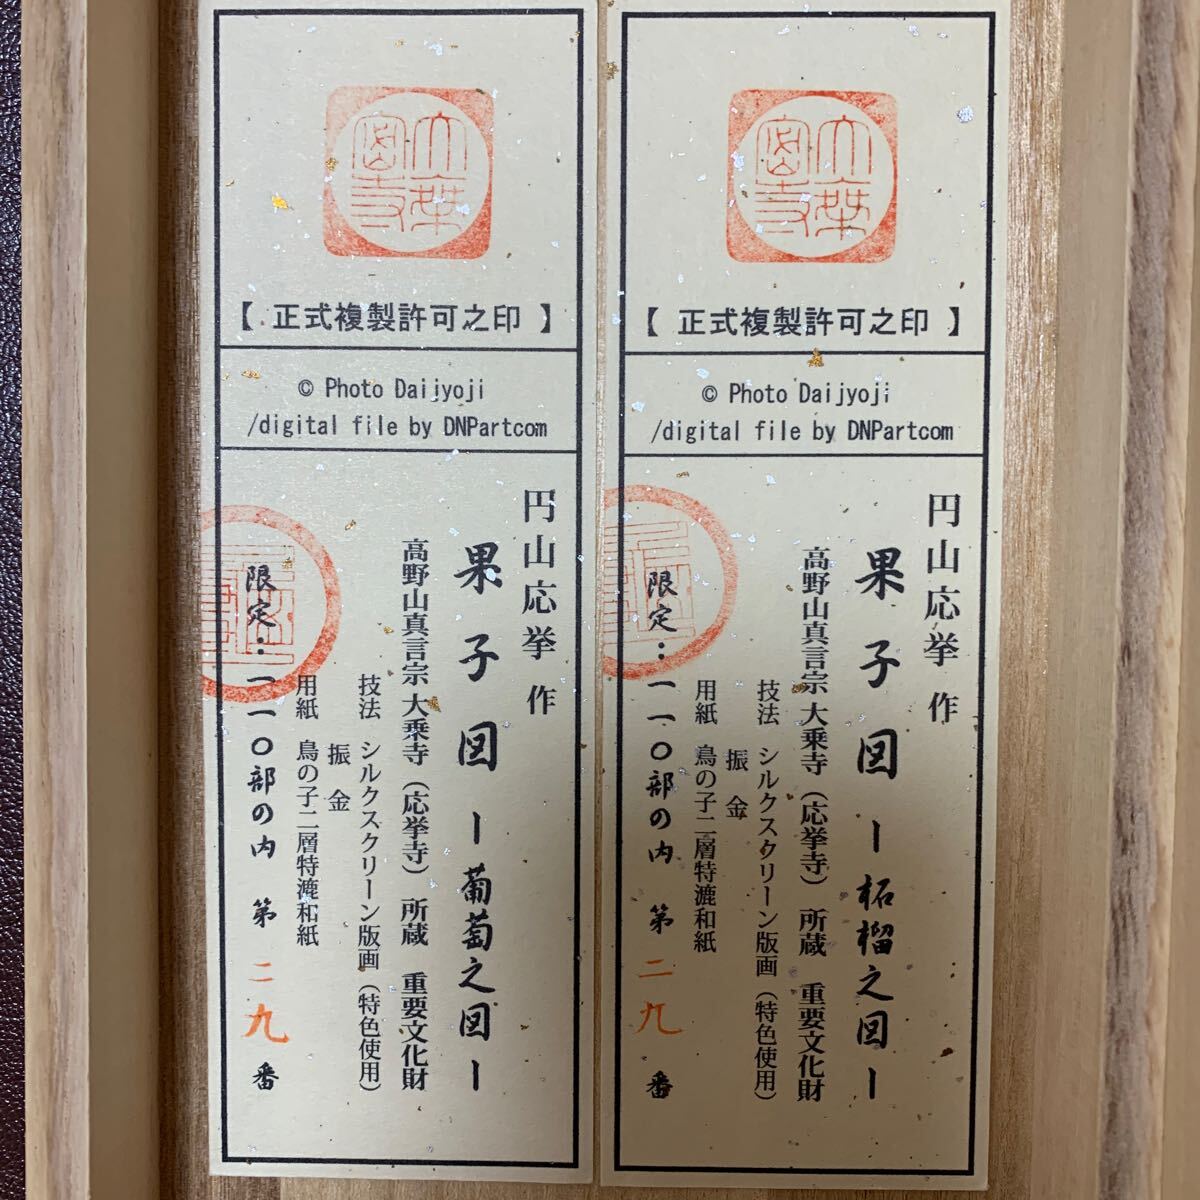 大乗密寺
【 正式複製許可之印 】
© Photo Daijyoji
/digital file by DNPartcom
円山応挙 作
果子図 ー葡萄之図ー
高野山真言宗 大乗寺（応挙寺） 所蔵 重要文化財
技法 シルクスクリーン版画（特色使用）
振金
用紙 鳥の子二層特漉和紙
限定：一一〇部の内 第二九番
大乗密寺
【 正式複製許可之印 】
© Photo Daijyoji
/digital file by DNPartcom
円山応挙 作
果子図 ー柘榴之図ー
高野山真言宗 大乗寺（応挙寺） 所蔵 重要文化財
技法 シルクスクリーン版画（特色使用）
振金
用紙 鳥の子二層特漉和紙
限定：一一〇部の内 第二九番